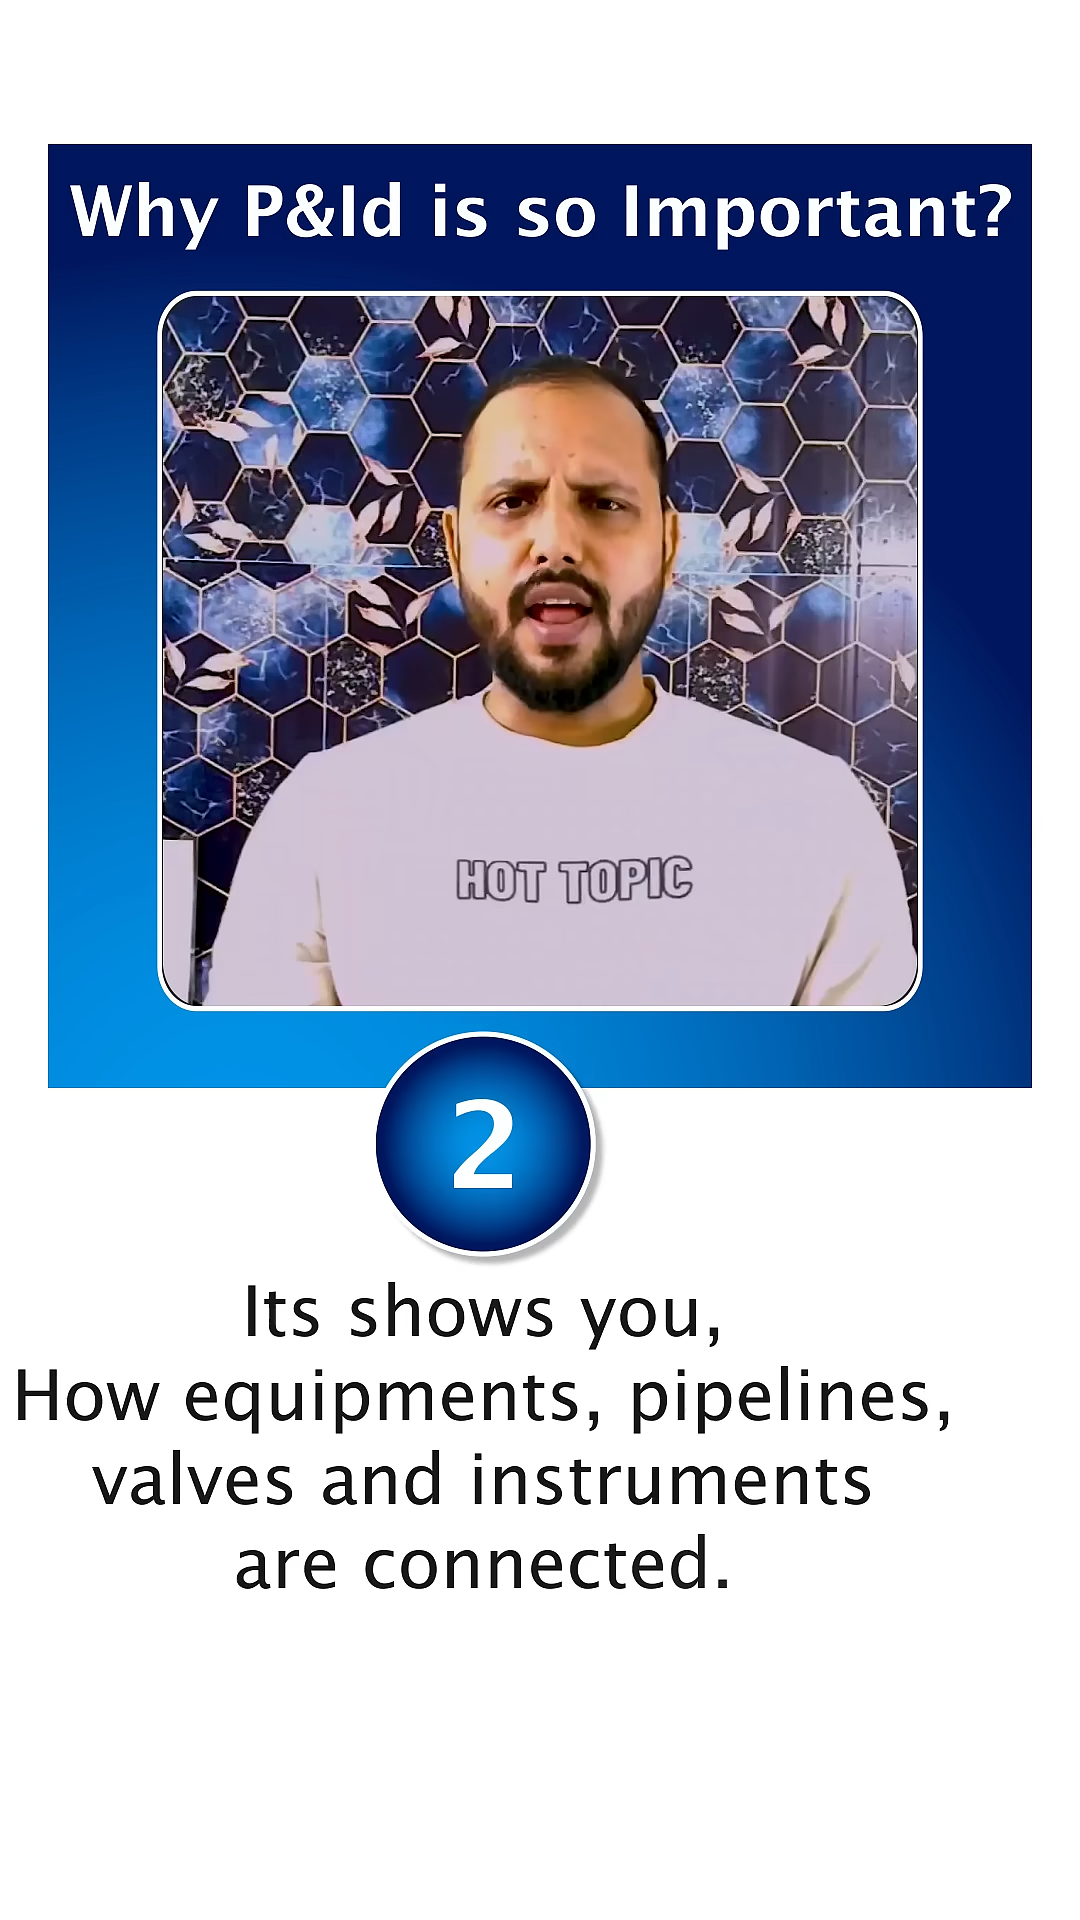 Why P&Id is so Important?
HOT TOPIC
2
Its shows you,
How equipments, pipelines,
valves and instruments
are connected.